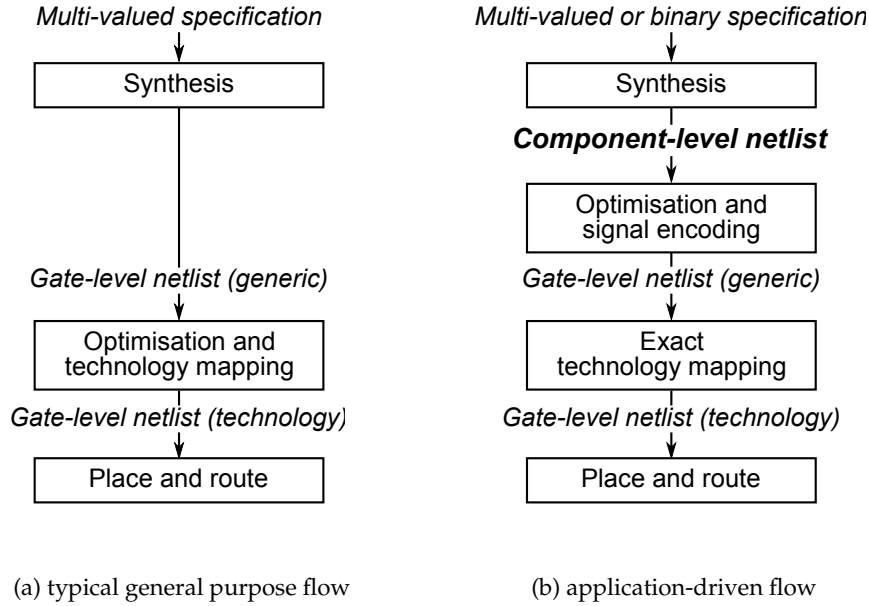 Multi-valued specification
Synthesis
Gate-level netlist (generic)
Optimisation and
technology mapping
Gate-level netlist (technology)
Place and route
(a) typical general purpose flow
Multi-valued or binary specification
Synthesis
Component-level netlist
Optimisation and
signal encoding
Gate-level netlist (generic)
Exact
technology mapping
Gate-level netlist (technology)
Place and route
(b) application-driven flow